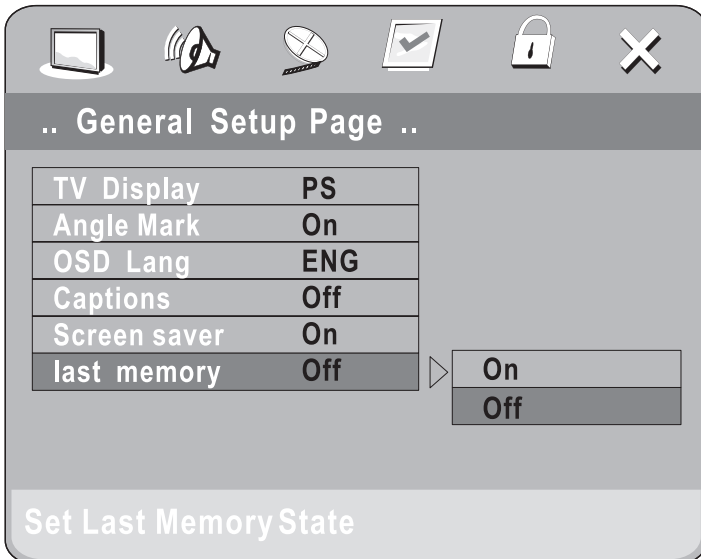 .. General Setup Page ..
TV Display PS
Angle Mark On
OSD Lang ENG
Captions Off
Screen saver On
last memory Off
On
Off
Set Last Memory State